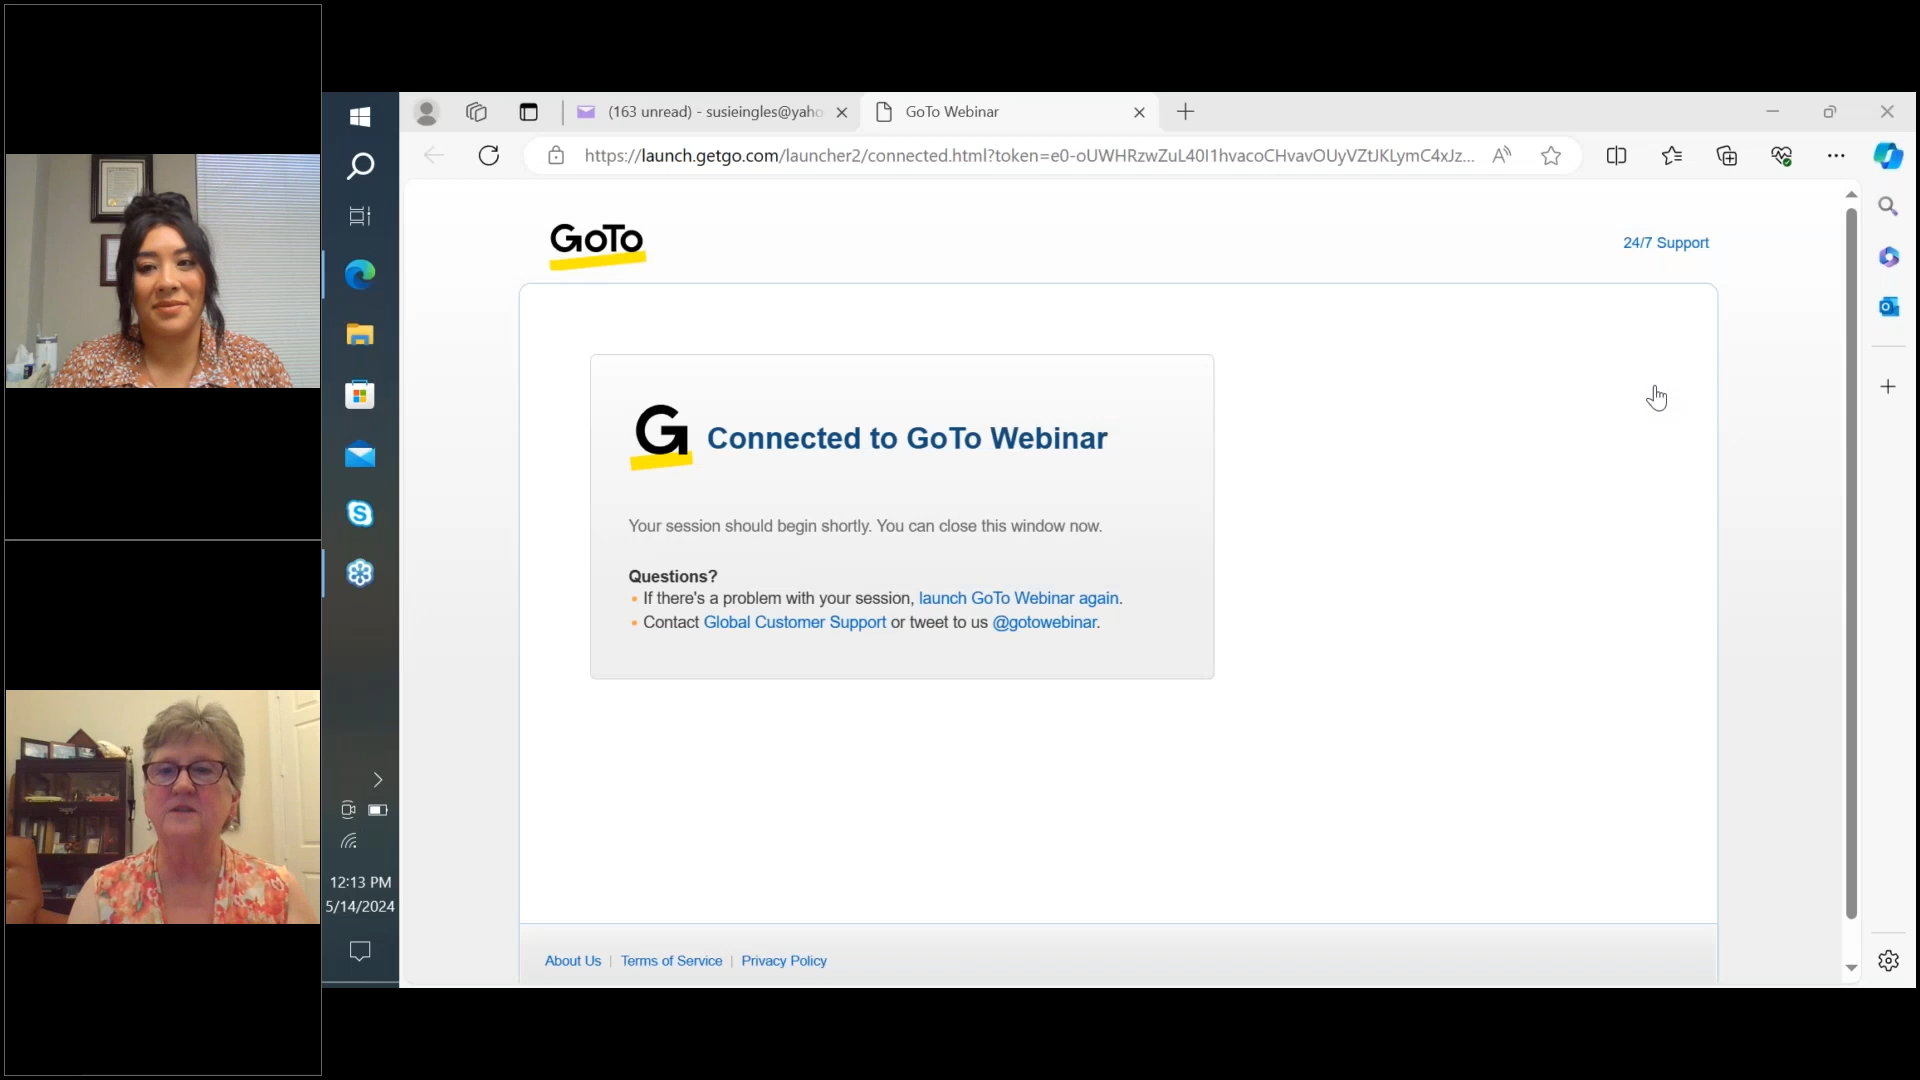 (163 unread) - susieingles@yaho
GoTo Webinar
https://launch.getgo.com/launcher2/connected.html?token=e0-oUWHRzwZuL40I1hvacoCHvavOUyVZtJKLymC4xJz...
GoTo
24/7 Support
G Connected to GoTo Webinar
Your session should begin shortly. You can close this window now.
Questions?
If there's a problem with your session, launch GoTo Webinar again.
Contact Global Customer Support or tweet to us @gotowebinar.
12:13 PM
5/14/2024
About Us | Terms of Service | Privacy Policy